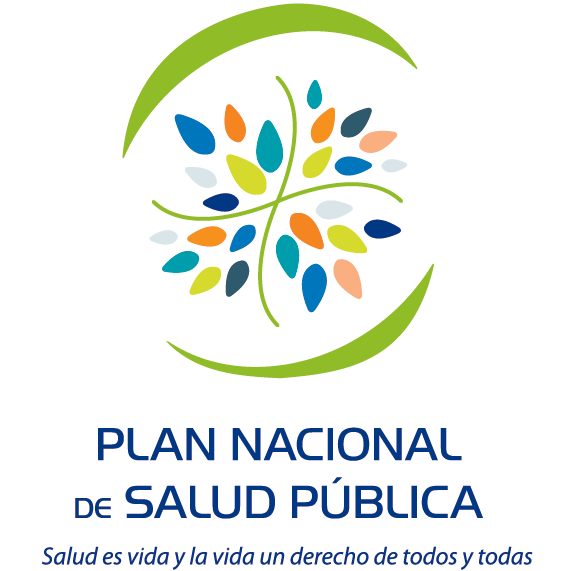 PLAN NACIONAL
DE SALUD PÚBLICA
Salud es vida y la vida un derecho de todos y todas